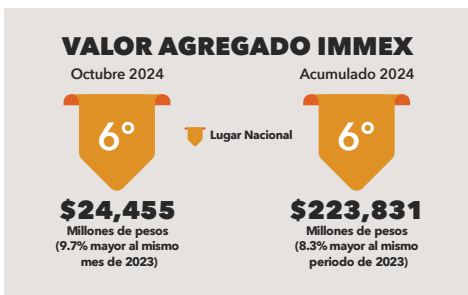 VALOR AGREGADO IMMEX
Octubre 2024
6°
$24,455
Millones de pesos
(9.7% mayor al mismo
mes de 2023)
Lugar Nacional
Acumulado 2024
6°
$223,831
Millones de pesos
(8.3% mayor al mismo
periodo de 2023)